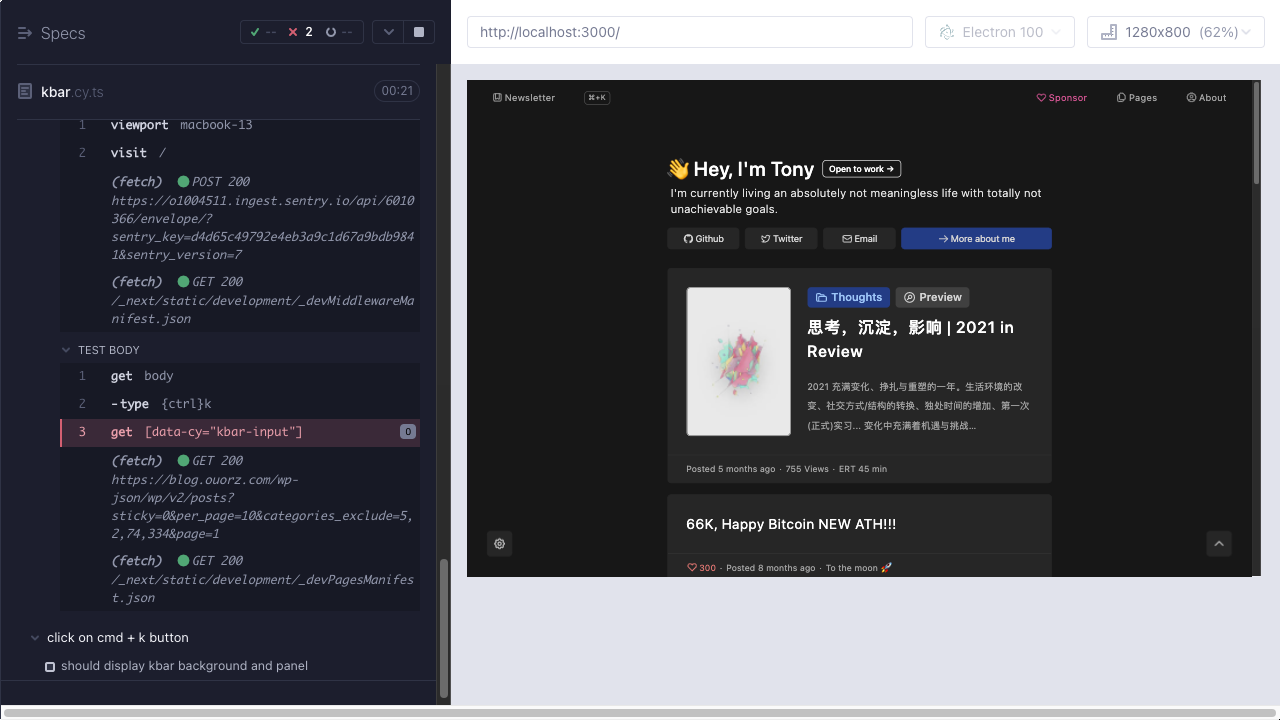 Specs
--
2
--
kbar.cy.ts
00:21
1 viewport macbook-13
2 visit /
(fetch) POST 200
https://o1004511.ingest.sentry.io/api/6010
366/envelope/?
sentry_key=d4d65c49792e4eb3a9c1d67a9bdb984
1&sentry_version=7
(fetch) GET 200
/_next/static/development/_devMiddlewareMa
nifest.json
TEST BODY
1 get body
2 -type {ctrl}k
3 get [data-cy="kbar-input"] 0
(fetch) GET 200
https://blog.ouorz.com/wp-
json/wp/v2/posts?
sticky=0&per_page=10&categories_exclude=5,
2,74,334&page=1
(fetch) GET 200
/_next/static/development/_devPagesManifes
t.json
click on cmd + k button
should display kbar background and panel
http://localhost:3000/
Electron 100
1280x800 (62%)
Newsletter
⌘+K
Sponsor
Pages
About
👋 Hey, I'm Tony
Open to work →
I'm currently living an absolutely not meaningless life with totally not
unachievable goals.
Github
Twitter
Email
→ More about me
Thoughts
Preview
思考，沉淀，影响 | 2021 in
Review
2021 充满变化、挣扎与重塑的一年。生活环境的改
变、社交方式/结构的转换、独处时间的增加、第一次
(正式)实习... 变化中充满着机遇与挑战...
Posted 5 months ago · 755 Views · ERT 45 min
66K, Happy Bitcoin NEW ATH!!!
300 · Posted 8 months ago · To the moon 🚀